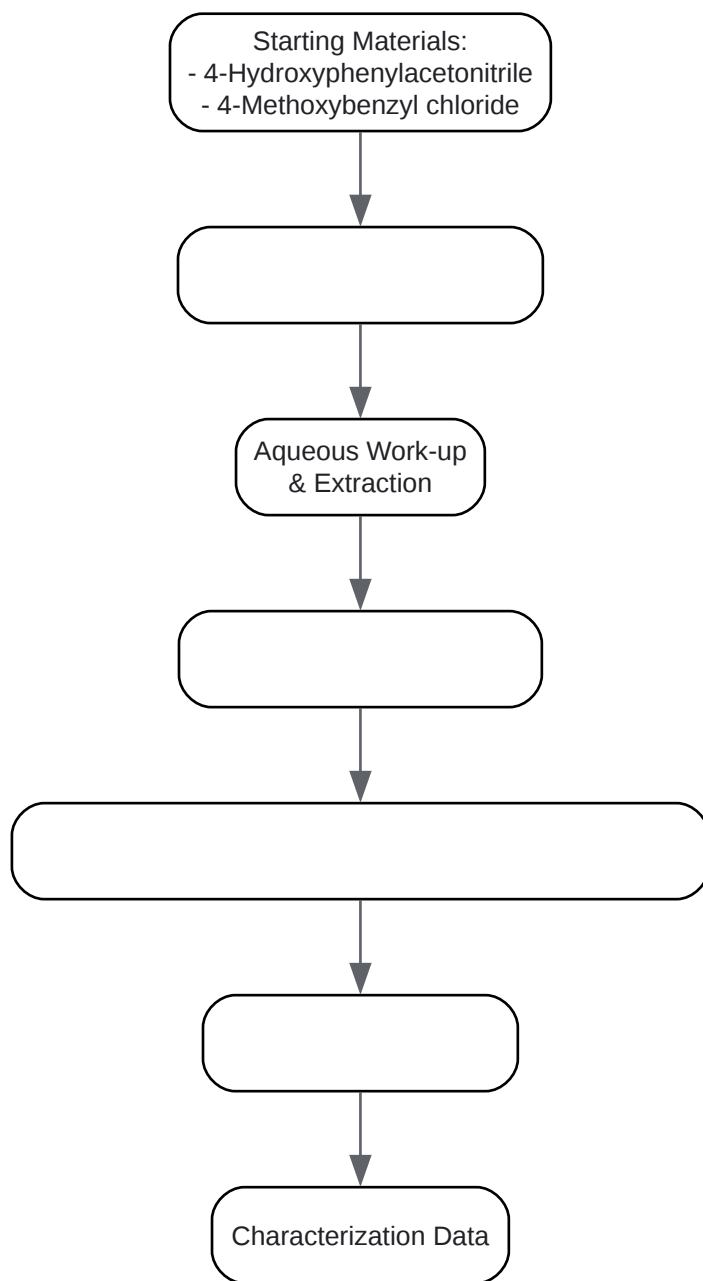 Starting Materials:
- 4-Hydroxyphenylacetonitrile
- 4-Methoxybenzyl chloride
Aqueous Work-up
& Extraction
Characterization Data